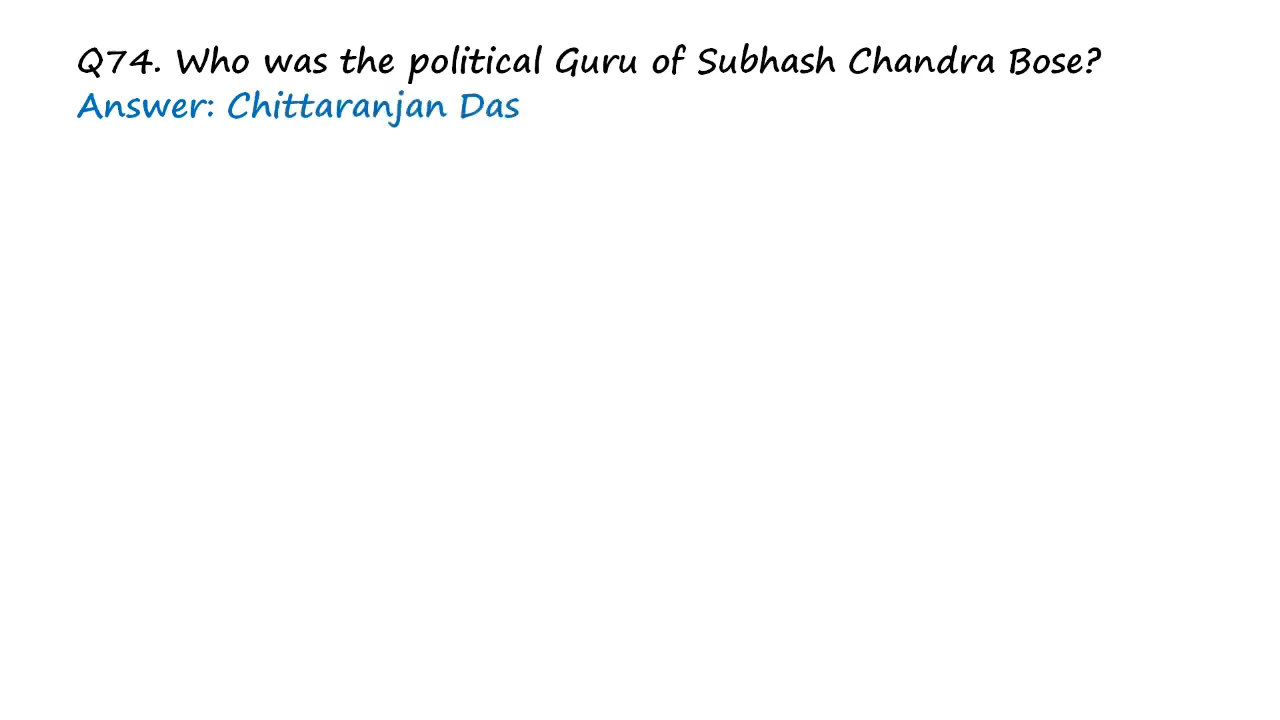 Q74. Who was the political Guru of Subhash Chandra Bose?
Answer: Chittaranjan Das